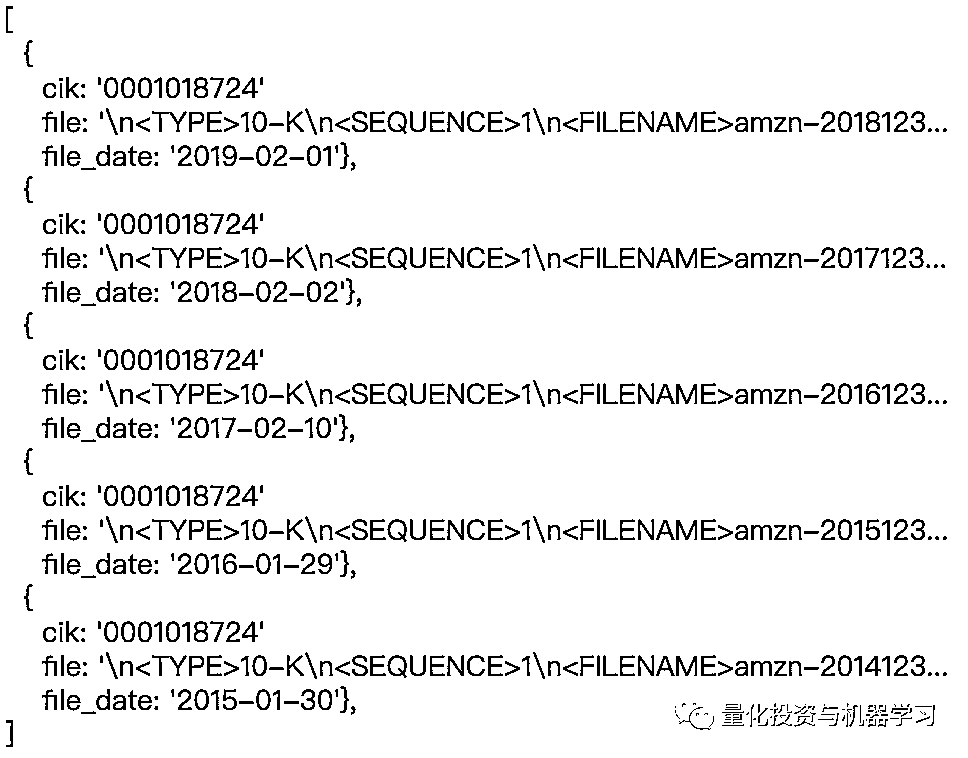 [
{
cik: '0001018724'
file: '\n<TYPE>10-K\n<SEQUENCE>1\n<FILENAME>amzn-2018123...
file_date: '2019-02-01'},
{
cik: '0001018724'
file: '\n<TYPE>10-K\n<SEQUENCE>1\n<FILENAME>amzn-2017123...
file_date: '2018-02-02'},
{
cik: '0001018724'
file: '\n<TYPE>10-K\n<SEQUENCE>1\n<FILENAME>amzn-2016123...
file_date: '2017-02-10'},
{
cik: '0001018724'
file: '\n<TYPE>10-K\n<SEQUENCE>1\n<FILENAME>amzn-2015123...
file_date: '2016-01-29'},
{
cik: '0001018724'
file: '\n<TYPE>10-K\n<SEQUENCE>1\n<FILENAME>amzn-2014123...
file_date: '2015-01-30'},
]
量化投资与机器学习